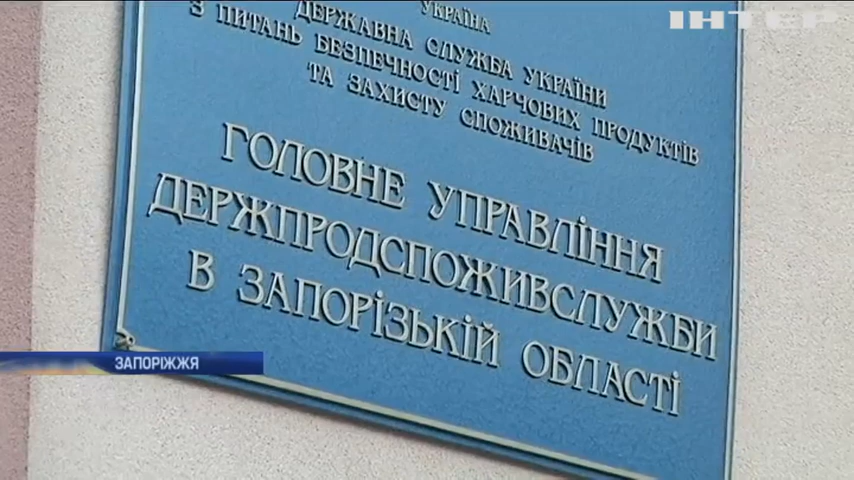 ІНТЕР
УКРАЇНА
ДЕРЖАВНА СЛУЖБА УКРАЇНИ
З ПИТАНЬ БЕЗПЕЧНОСТІ ХАРЧОВИХ ПРОДУКТІВ
ТА ЗАХИСТУ СПОЖИВАЧІВ
ГОЛОВНЕ УПРАВЛІННЯ
ДЕРЖПРОДСПОЖИВСЛУЖБИ
В ЗАПОРІЗЬКІЙ ОБЛАСТІ
ЗАПОРІЖЖЯ